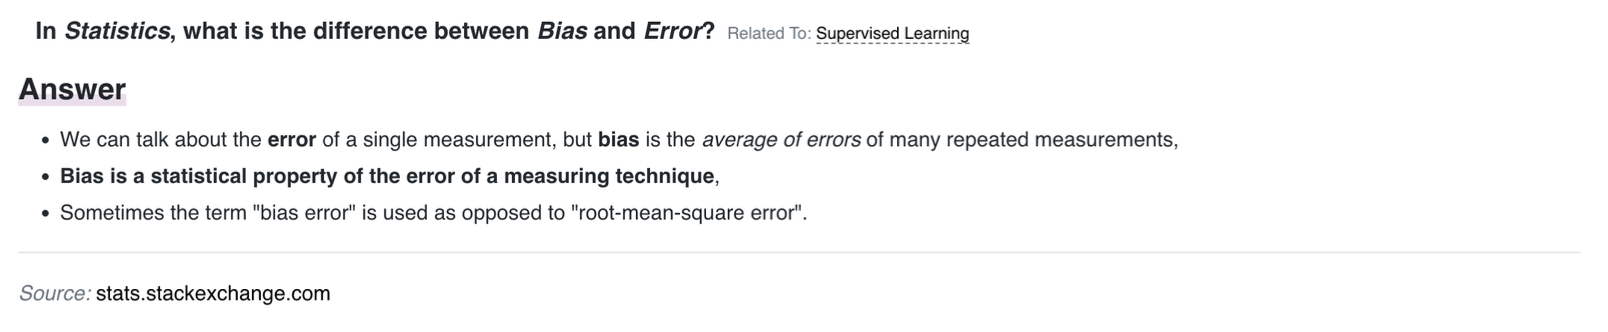 In Statistics, what is the difference between Bias and Error? Related To: Supervised Learning
Answer
• We can talk about the error of a single measurement, but bias is the average of errors of many repeated measurements,
• Bias is a statistical property of the error of a measuring technique,
• Sometimes the term "bias error" is used as opposed to "root-mean-square error".
Source: stats.stackexchange.com